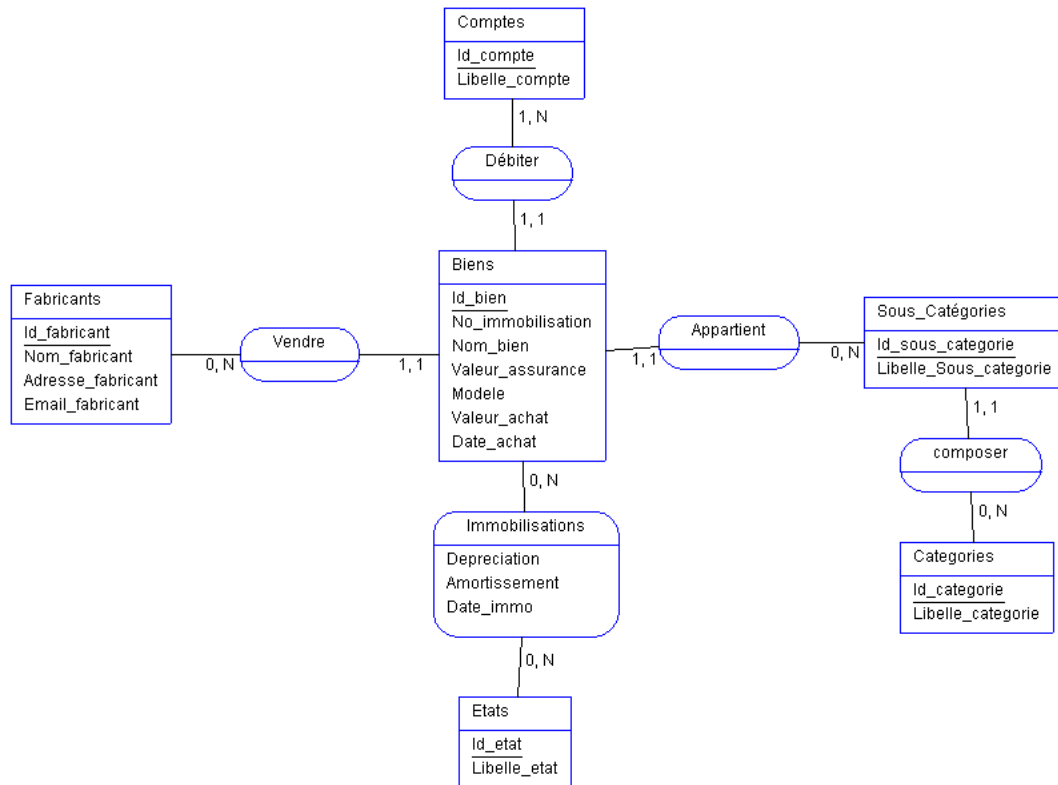 Comptes
Id_compte
Libelle_compte
1, N
Débiter
1, 1
Biens
Id_bien
No_immobilisation
Nom_bien
Valeur_assurance
Modele
Valeur_achat
Date_achat
Fabricants
Id_fabricant
Nom_fabricant
Adresse_fabricant
Email_fabricant
0, N
Vendre
1, 1
1, 1
Appartient
0, N
Sous_Catégories
Id_sous_categorie
Libelle_Sous_categorie
1, 1
composer
0, N
Categories
Id_categorie
Libelle_categorie
0, N
Immobilisations
Depreciation
Amortissement
Date_immo
0, N
Etats
Id_etat
Libelle_etat